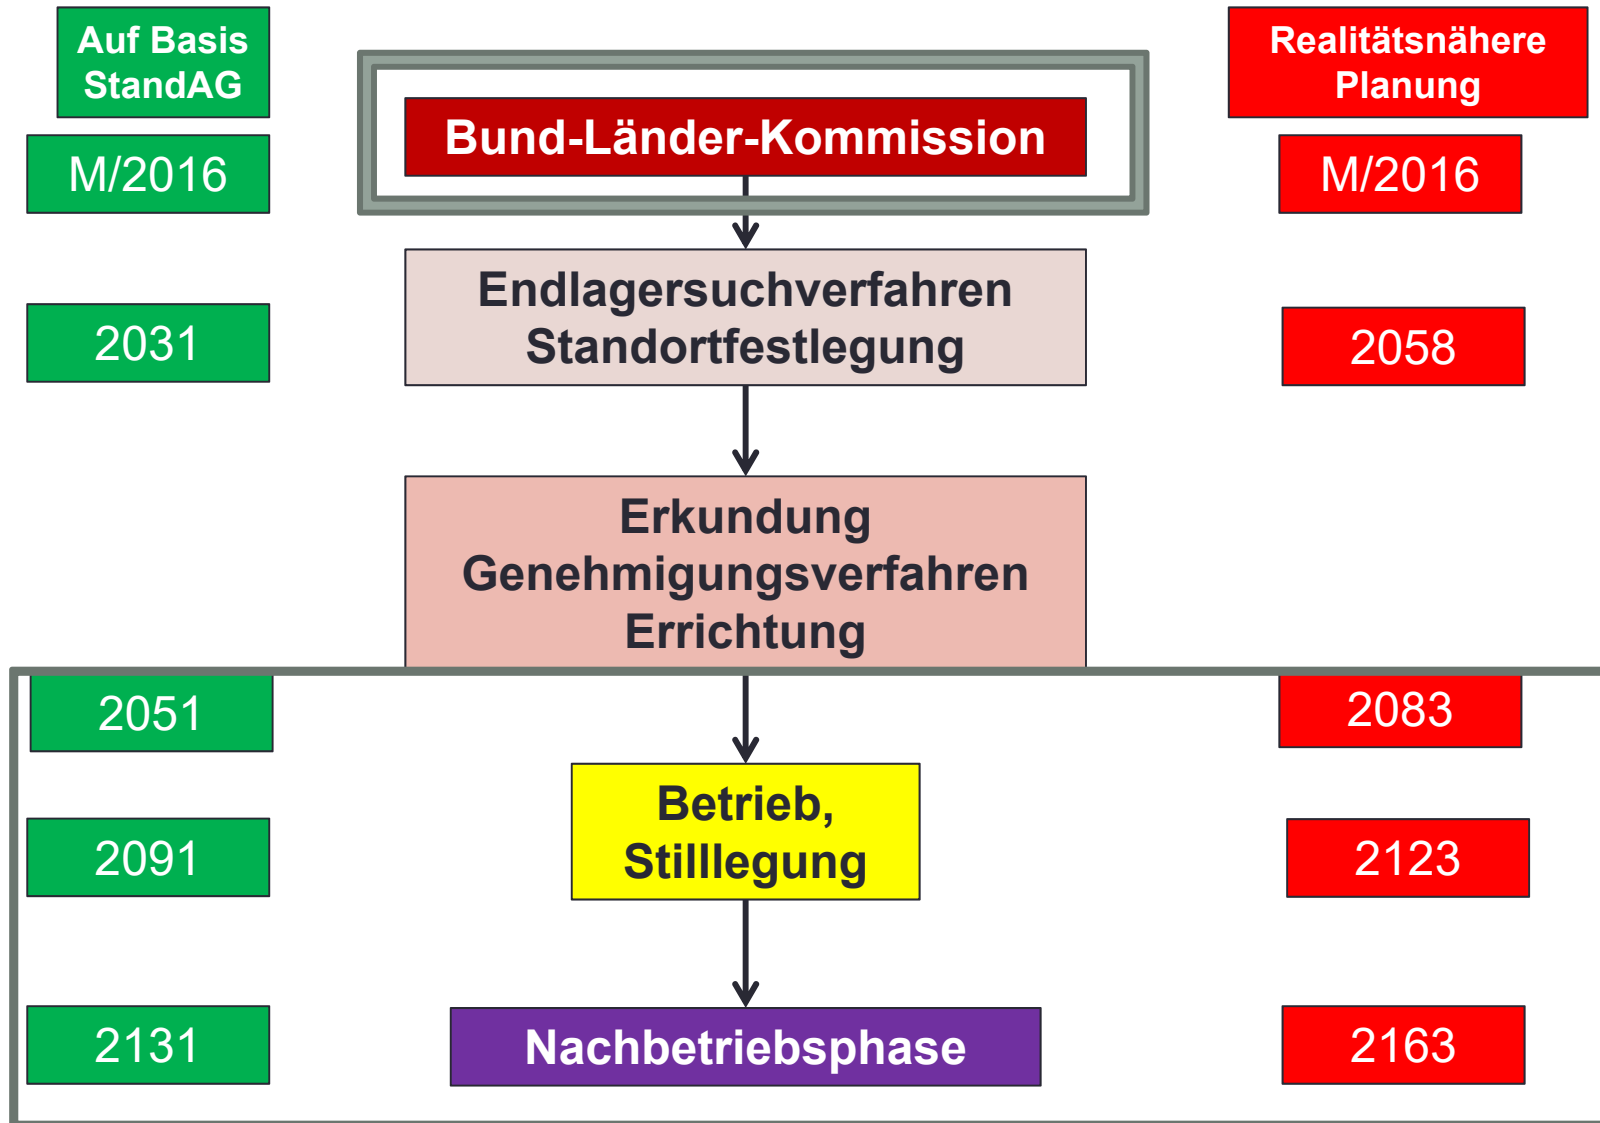 Auf Basis
StandAG
Realitätsnähere
Planung
M/2016
Bund-Länder-Kommission
M/2016
2031
Endlagersuchverfahren
Standortfestlegung
2058
Erkundung
Genehmigungsverfahren
Errichtung
2051
2083
2091
Betrieb,
Stilllegung
2123
2131
Nachbetriebsphase
2163